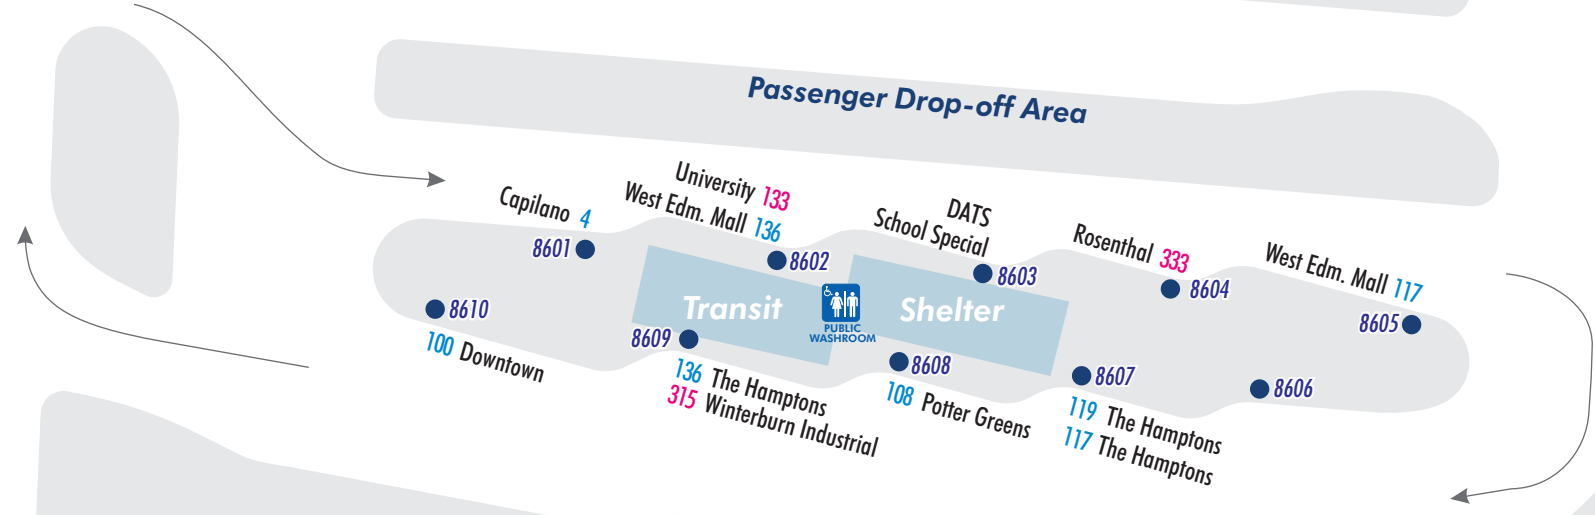 Passenger Drop-off Area
University 133
West Edm. Mall 136
Capilano 4
DATS
School Special
Rosenthal 333
West Edm. Mall 117
8601
8602
8603
8604
8605
Transit
Shelter
PUBLIC
WASHROOM
8610
8609
8608
8607
8606
100 Downtown
136 The Hamptons
315 Winterburn Industrial
108 Potter Greens
119 The Hamptons
117 The Hamptons